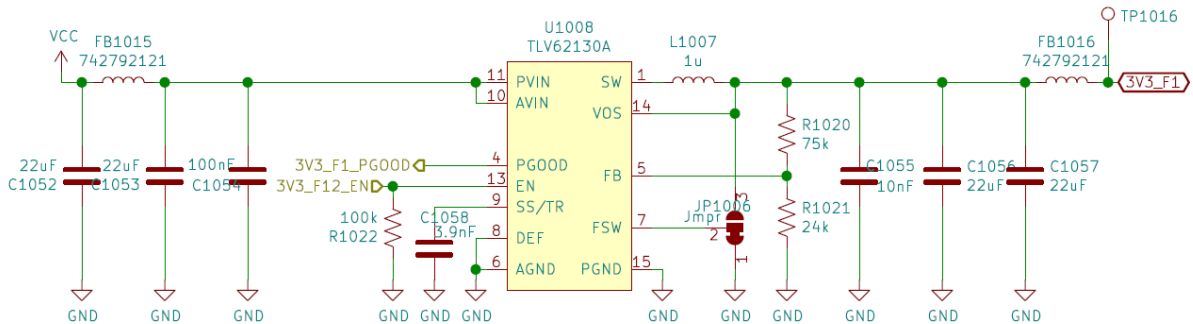 TP1016
U1008
TLV62130A
VCC
FB1015
742792121
L1007
1u
FB1016
742792121
3V3_F1
11
PVIN
SW
1
10
AVIN
VOS
14
R1020
75k
22uF
C1052
22uF
C1053
100nF
C1054
3V3_F1_PGOOD
4
PGOOD
3V3_F12_EN
13
EN
FB
5
C1055
10nF
C1056
22uF
C1057
22uF
9
SS/TR
JP1006
Jmpr
3
2
1
R1021
24k
100k
R1022
C1058
3.9nF
8
DEF
FSW
7
6
AGND
PGND
15
GND
GND
GND
GND
GND
GND
GND
GND
GND
GND
GND
GND